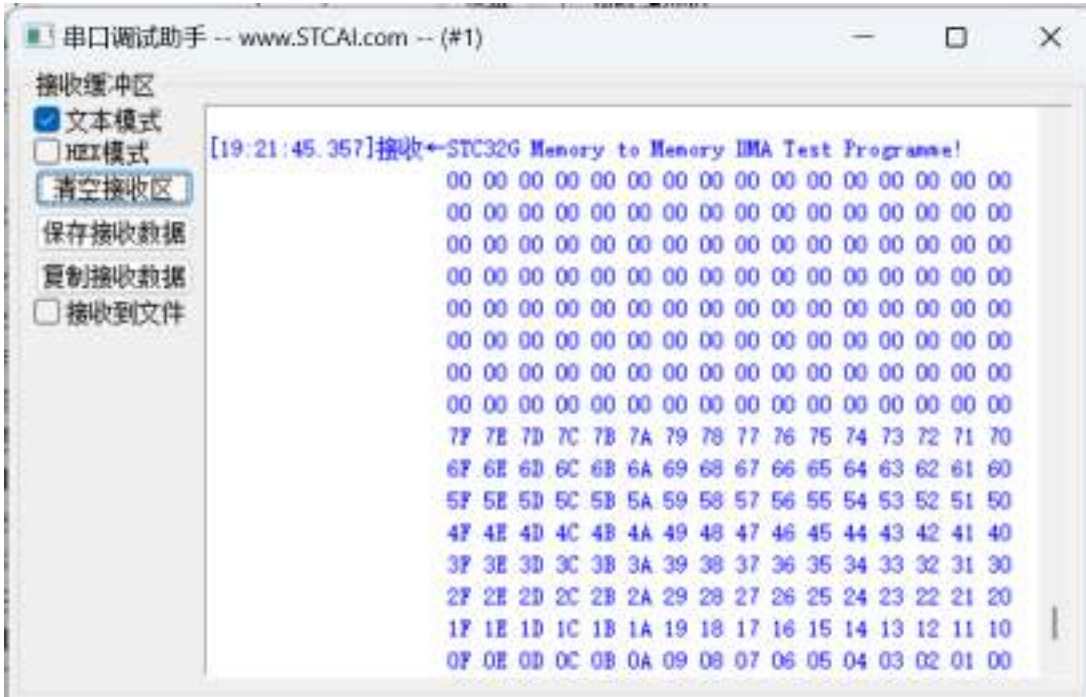 串口调试助手 -- www.STCAI.com -- (#1)
接收缓冲区
文本模式
HEX模式
清空接收区
保存接收数据
复制接收数据
接收到文件
[19:21:45.357]接收←STC32G Memory to Memory DMA Test Programme!
00 00 00 00 00 00 00 00 00 00 00 00 00 00 00 00
00 00 00 00 00 00 00 00 00 00 00 00 00 00 00 00
00 00 00 00 00 00 00 00 00 00 00 00 00 00 00 00
00 00 00 00 00 00 00 00 00 00 00 00 00 00 00 00
00 00 00 00 00 00 00 00 00 00 00 00 00 00 00 00
00 00 00 00 00 00 00 00 00 00 00 00 00 00 00 00
00 00 00 00 00 00 00 00 00 00 00 00 00 00 00 00
00 00 00 00 00 00 00 00 00 00 00 00 00 00 00 00
7F 7E 7D 7C 7B 7A 79 78 77 76 75 74 73 72 71 70
6F 6E 6D 6C 6B 6A 69 68 67 66 65 64 63 62 61 60
5F 5E 5D 5C 5B 5A 59 58 57 56 55 54 53 52 51 50
4F 4E 4D 4C 4B 4A 49 48 47 46 45 44 43 42 41 40
3F 3E 3D 3C 3B 3A 39 38 37 36 35 34 33 32 31 30
2F 2E 2D 2C 2B 2A 29 28 27 26 25 24 23 22 21 20
1F 1E 1D 1C 1B 1A 19 18 17 16 15 14 13 12 11 10
0F 0E 0D 0C 0B 0A 09 08 07 06 05 04 03 02 01 00